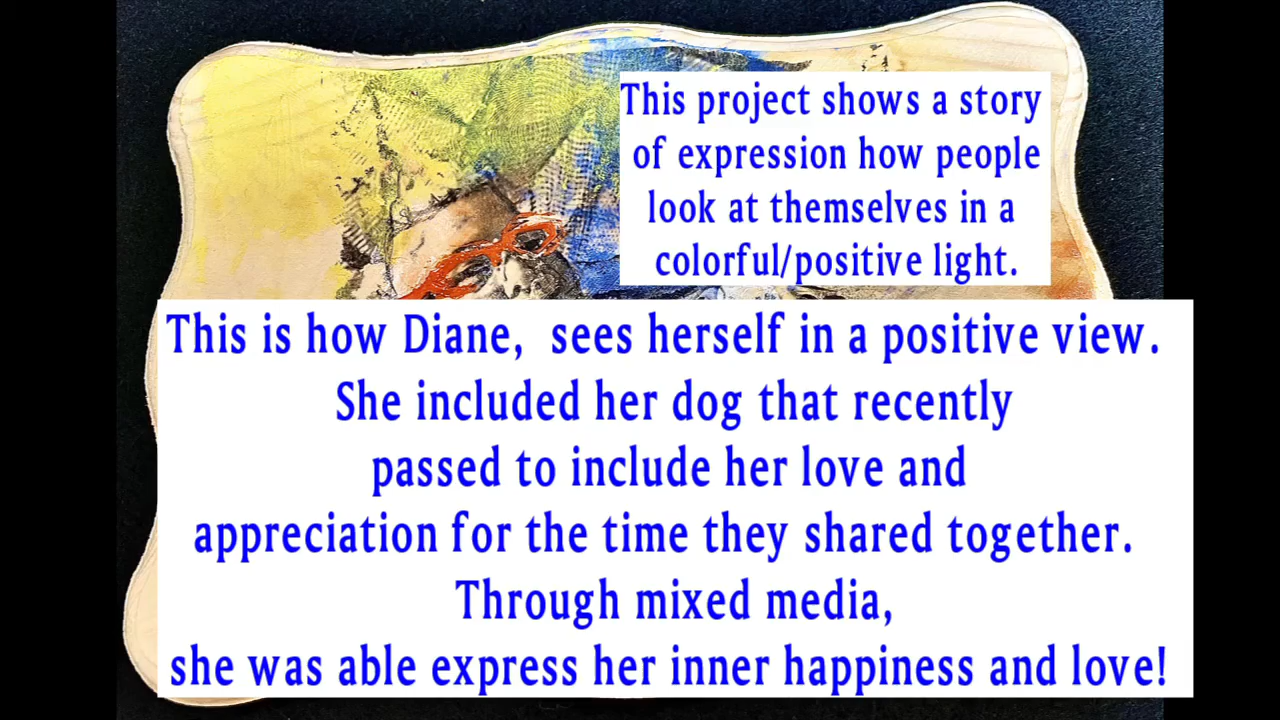 This project shows a story
of expression how people
look at themselves in a
colorful/positive light.
This is how Diane,  sees herself in a positive view.
She included her dog that recently
passed to include her love and
appreciation for the time they shared together.
Through mixed media,
she was able express her inner happiness and love!